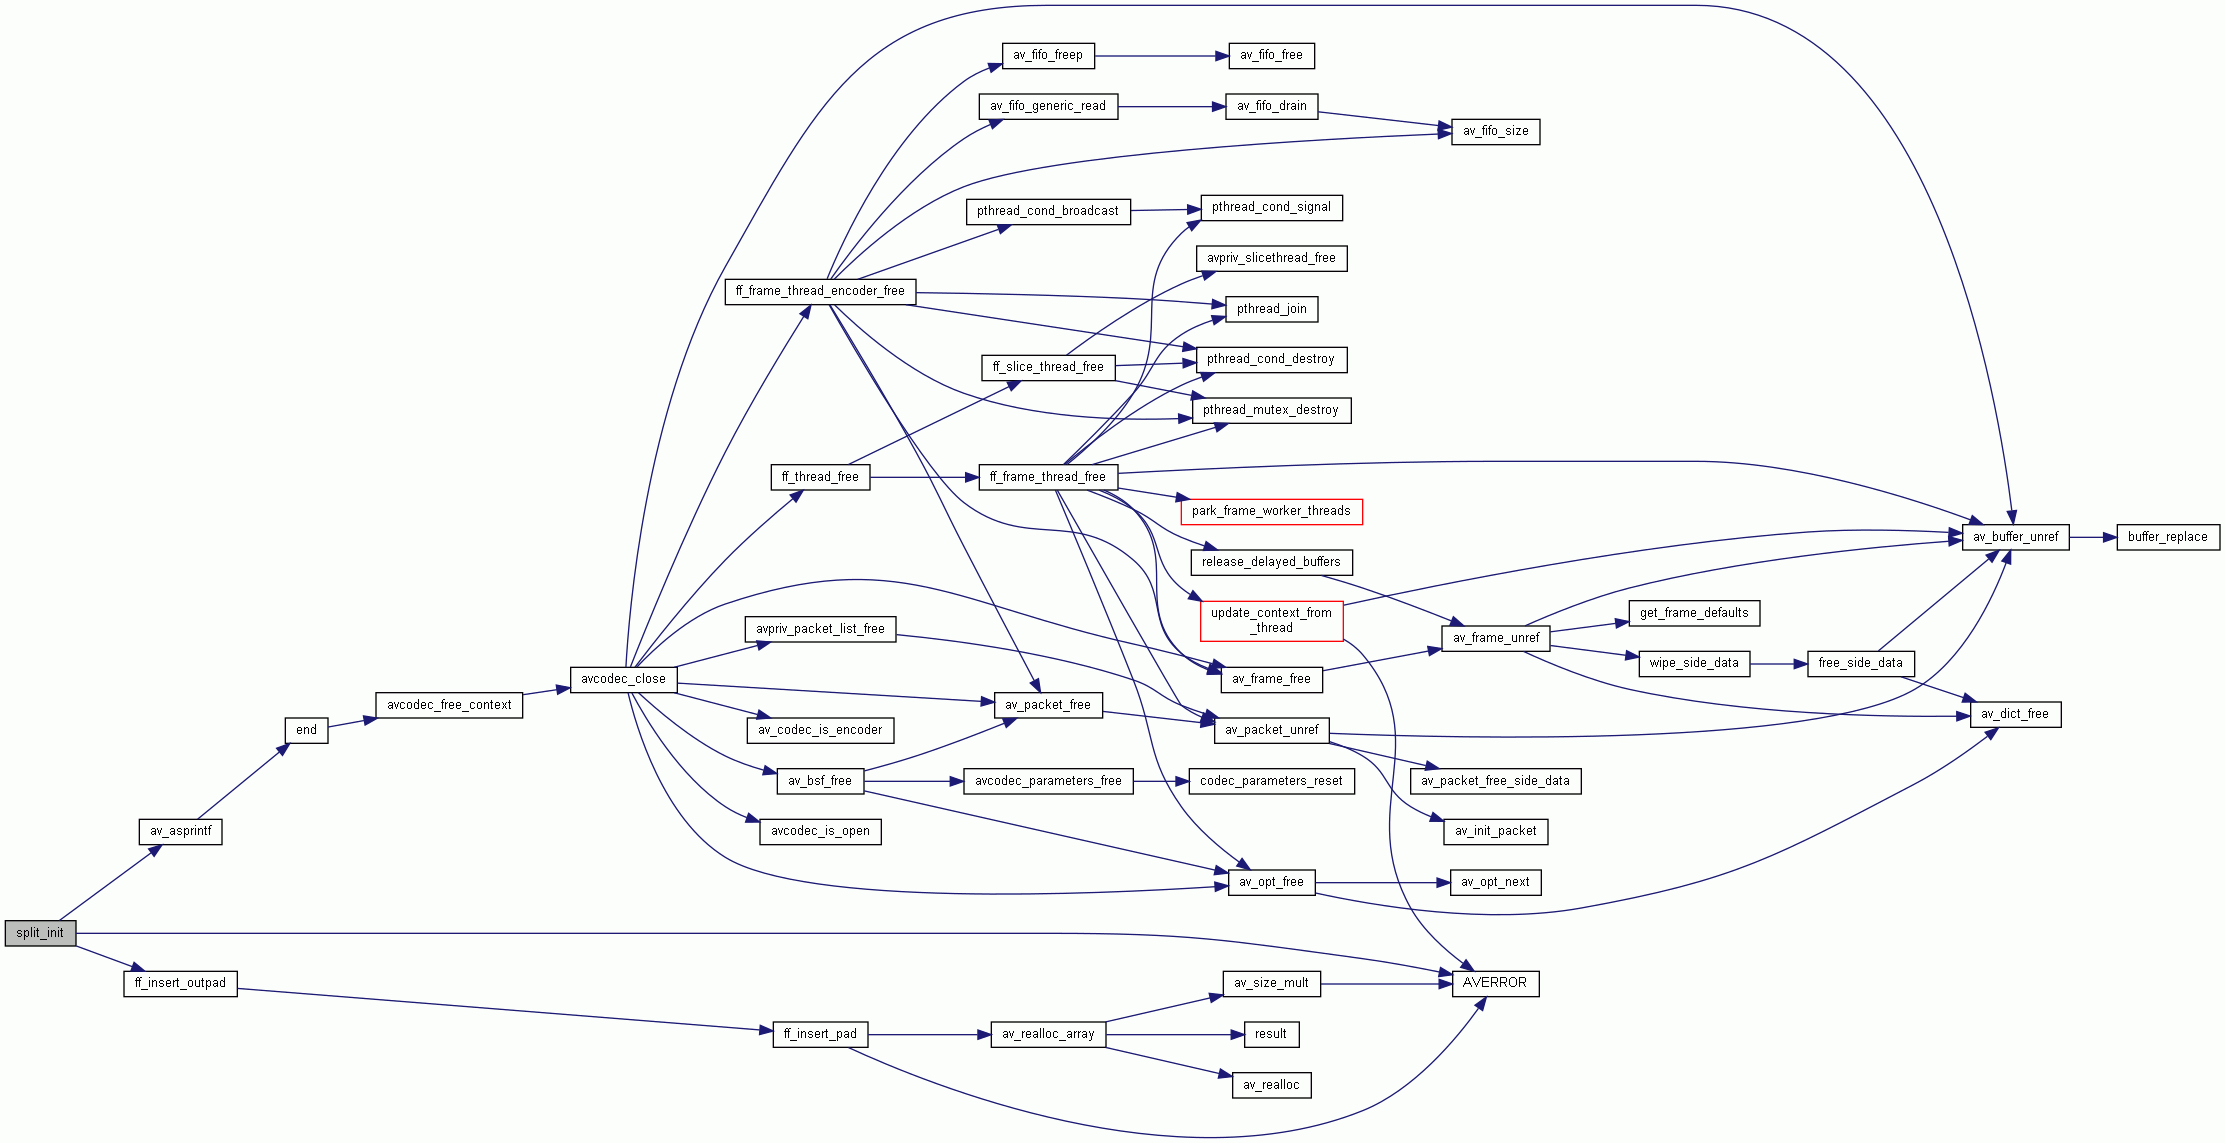 av_fifo_freep
av_fifo_free
av_fifo_generic_read
av_fifo_drain
av_fifo_size
pthread_cond_broadcast
pthread_cond_signal
avpriv_slicethread_free
ff_frame_thread_encoder_free
pthread_join
ff_slice_thread_free
pthread_cond_destroy
pthread_mutex_destroy
ff_thread_free
ff_frame_thread_free
park_frame_worker_threads
av_buffer_unref
buffer_replace
release_delayed_buffers
update_context_from
_thread
get_frame_defaults
avpriv_packet_list_free
av_frame_unref
wipe_side_data
free_side_data
avcodec_close
av_frame_free
avcodec_free_context
av_packet_free
av_dict_free
end
av_codec_is_encoder
av_packet_unref
av_bsf_free
avcodec_parameters_free
codec_parameters_reset
av_packet_free_side_data
av_asprintf
avcodec_is_open
av_init_packet
av_opt_free
av_opt_next
split_init
ff_insert_outpad
av_size_mult
AVERROR
ff_insert_pad
av_realloc_array
result
av_realloc